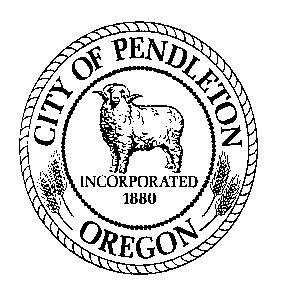 CITY OF PENDLETON
INCORPORATED
1880
OREGON